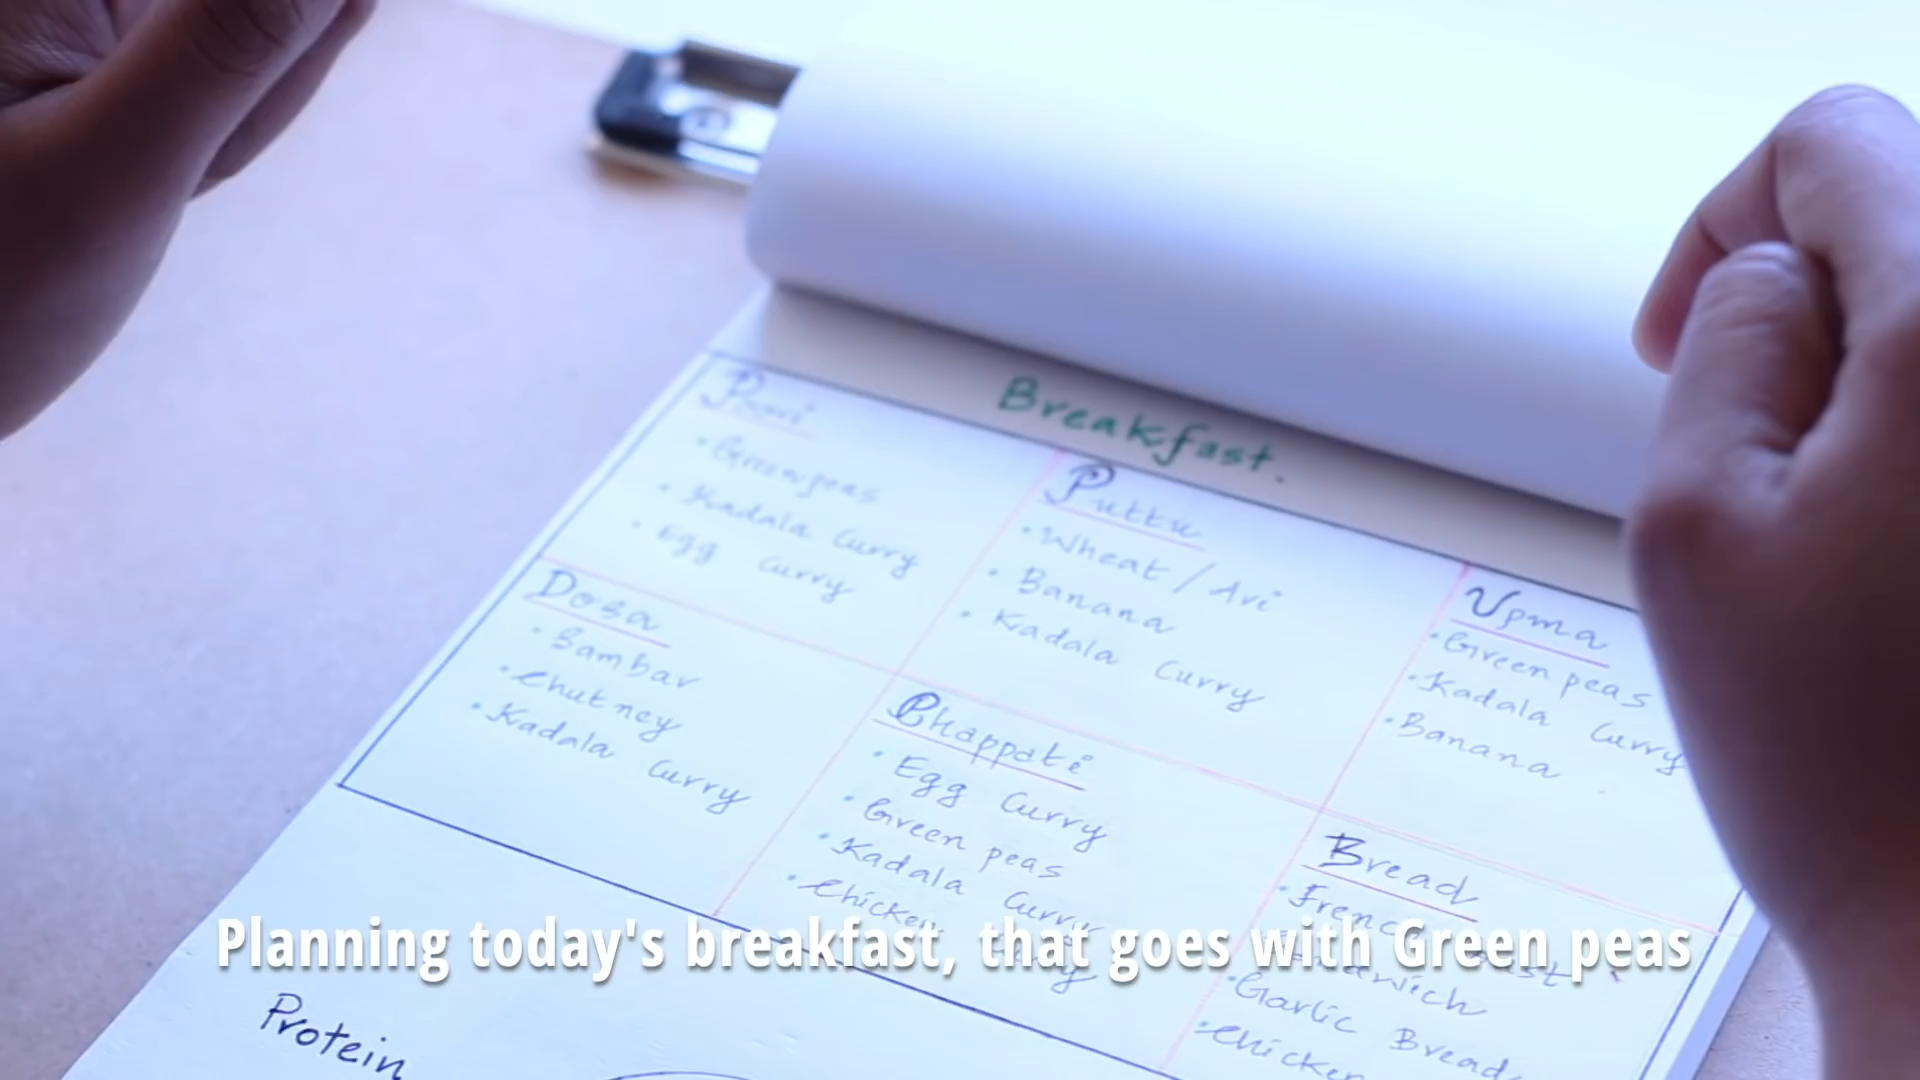 Breakfast.
Poori
• Greenpeas
• Kadala Curry
• Egg Curry
Puttu
• Wheat / Ari
• Banana
• Kadala Curry
Upma
• Green peas
• Kadala Curry
• Banana
Dosa
• Sambar
• Chutney
• Kadala Curry
Chappati
• Egg Curry
• Green peas
• Kadala Curry
• Chicken
Bread
• Garlic Bread
• Chicken
Planning today's breakfast, that goes with Green peas
Protein